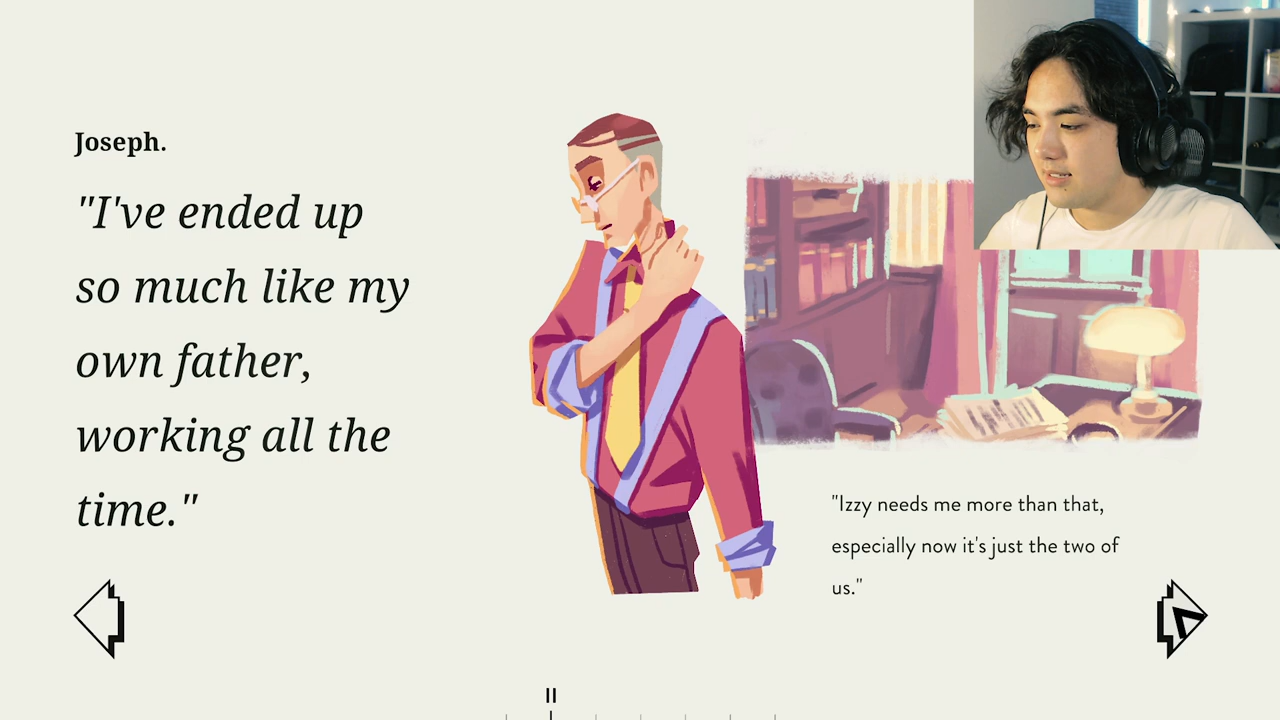 Joseph.
"I've ended up
so much like my
own father,
working all the
time."
"Izzy needs me more than that,
especially now it's just the two of
us."
II